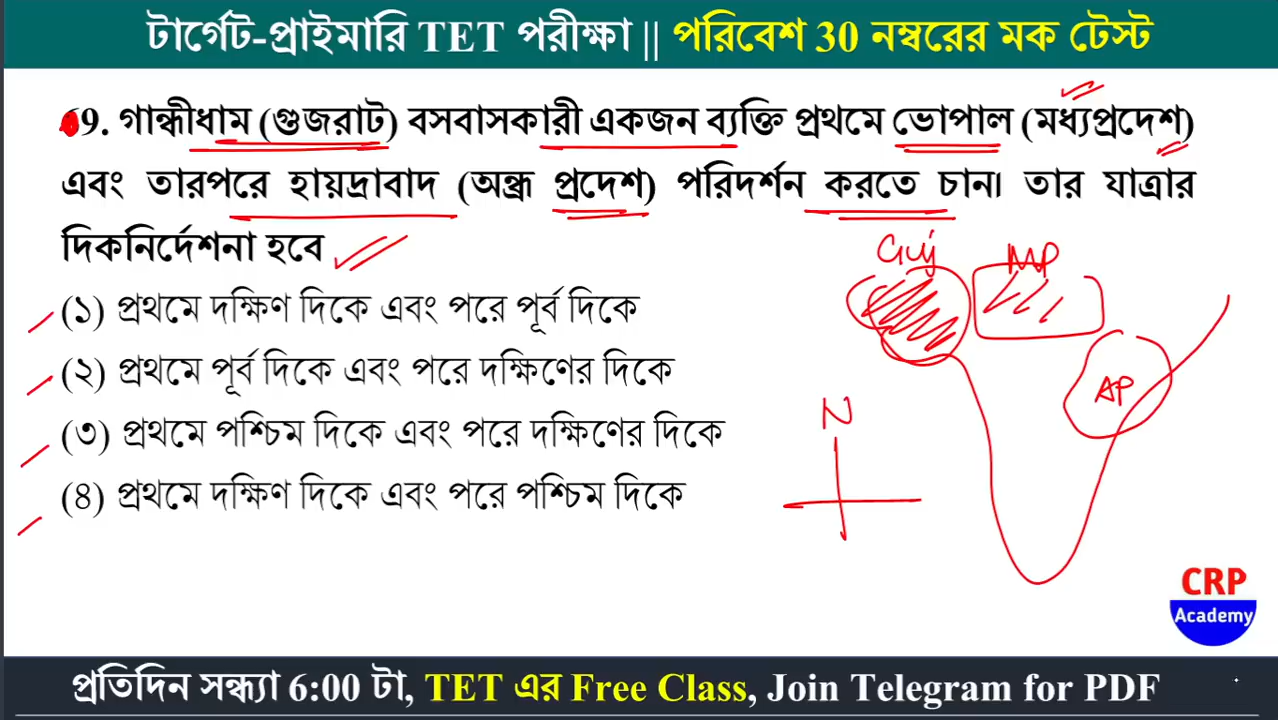 টার্গেট-প্রাইমারি TET পরীক্ষা || পরিবেশ 30 নম্বরের মক টেস্ট
69. গান্ধীধাম (গুজরাট) বসবাসকারী একজন ব্যক্তি প্রথমে ভোপাল (মধ্যপ্রদেশ)
এবং তারপরে হায়দ্রাবাদ (অন্ধ্র প্রদেশ) পরিদর্শন করতে চান। তার যাত্রার
দিকনির্দেশনা হবে
(১) প্রথমে দক্ষিণ দিকে এবং পরে পূর্ব দিকে
(২) প্রথমে পূর্ব দিকে এবং পরে দক্ষিণের দিকে
(৩) প্রথমে পশ্চিম দিকে এবং পরে দক্ষিণের দিকে
(8) প্রথমে দক্ষিণ দিকে এবং পরে পশ্চিম দিকে
Guj MP
AP
N
CRP
Academy
প্রতিদিন সন্ধ্যা 6:00 টা, TET এর Free Class, Join Telegram for PDF